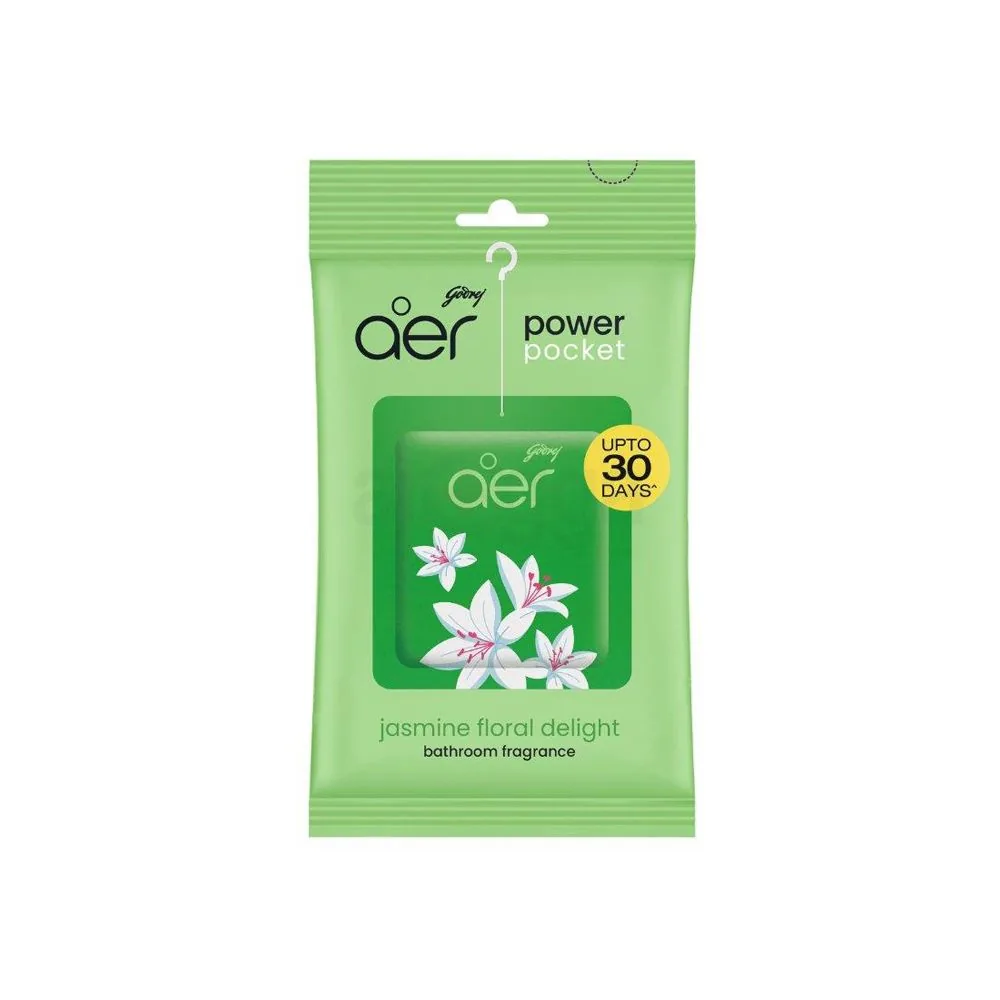 Godrej
aer
power
pocket
Godrej
aer
UPTO
30
DAYS^
jasmine floral delight
bathroom fragrance